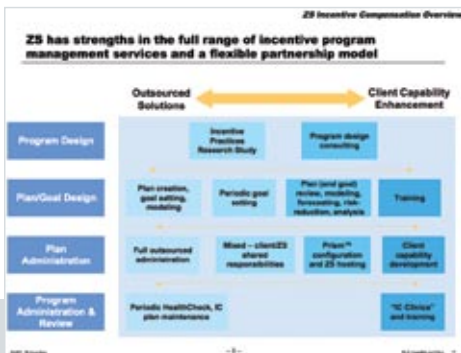 ZS Incentive Compensation Overview
ZS has strengths in the full range of incentive program
management services and a flexible partnership model
Outsourced
Solutions
Client Capability
Enhancement
Program Design
Incentive
Practices
Research Study
Program design
consulting
Plan/Goal Design
Plan creation,
goal setting,
modeling
Periodic goal
setting
Plan (and goal)
review, modeling,
forecasting, risk-
reduction, analysis
Training
Plan
Administration
Full outsourced
administration
Mixed – client/ZS
shared
responsibilities
Prism™
configuration
and ZS hosting
Client
capability
development
Program
Administration &
Review
Periodic HealthCheck, IC
plan maintenance
"IC Clinics"
and training